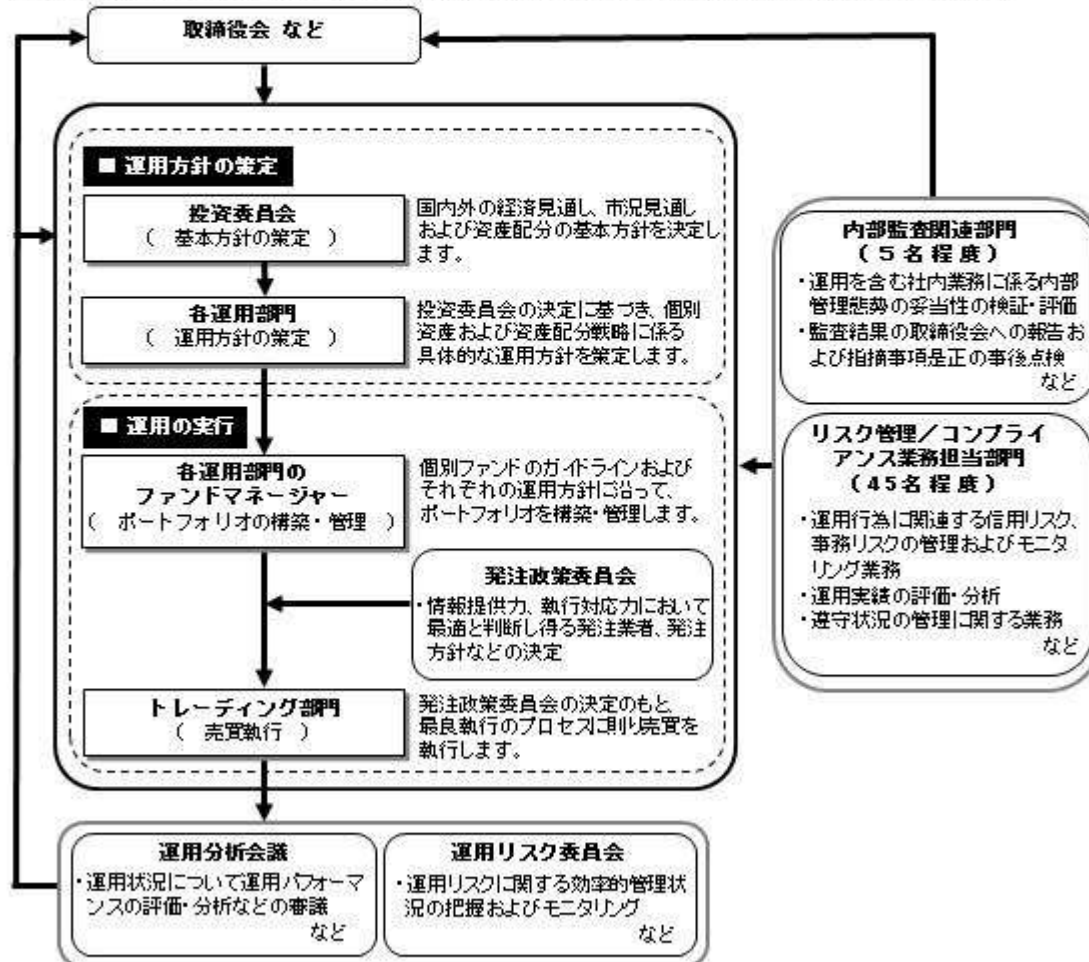 取締役会 など
■ 運用方針の策定
投資委員会
( 基本方針の策定 )
国内外の経済見通し、市況見通し
および資産配分の基本方針を決定し
ます。
各運用部門
( 運用方針の策定 )
投資委員会の決定に基づき、個別
資産および資産配分戦略に係る
具体的な運用方針を策定します。
■ 運用の実行
各運用部門の
ファンドマネージャー
( ポートフォリオの構築・管理 )
個別ファンドのガイドラインおよび
それぞれの運用方針に沿って、
ポートフォリオを構築・管理します。
発注政策委員会
・情報提供力、執行対応力において
最適と判断し得る発注業者、発注
方針などの決定
トレーディング部門
( 売買執行 )
発注政策委員会の決定のもと
最良執行のプロセスに則り売買を
執行します。
内部監査関連部門
(5名程度)
・運用を含む社内業務に係る内部
管理態勢の妥当性の検証・評価
・監査結果の取締役会への報告お
よび指摘事項是正の事後点検
など
リスク管理/コンプライ
アンス業務担当部門
(45名程度)
・運用行為に関連する信用リスク、
事務リスクの管理およびモニタ
リング業務
・運用実績の評価・分析
・遵守状況の管理に関する業務
など
運用分析会議
・運用状況について運用パフォーマ
ンスの評価・分析などの審議
など
運用リスク委員会
・運用リスクに関する効率的管理状
況の把握およびモニタリング
など